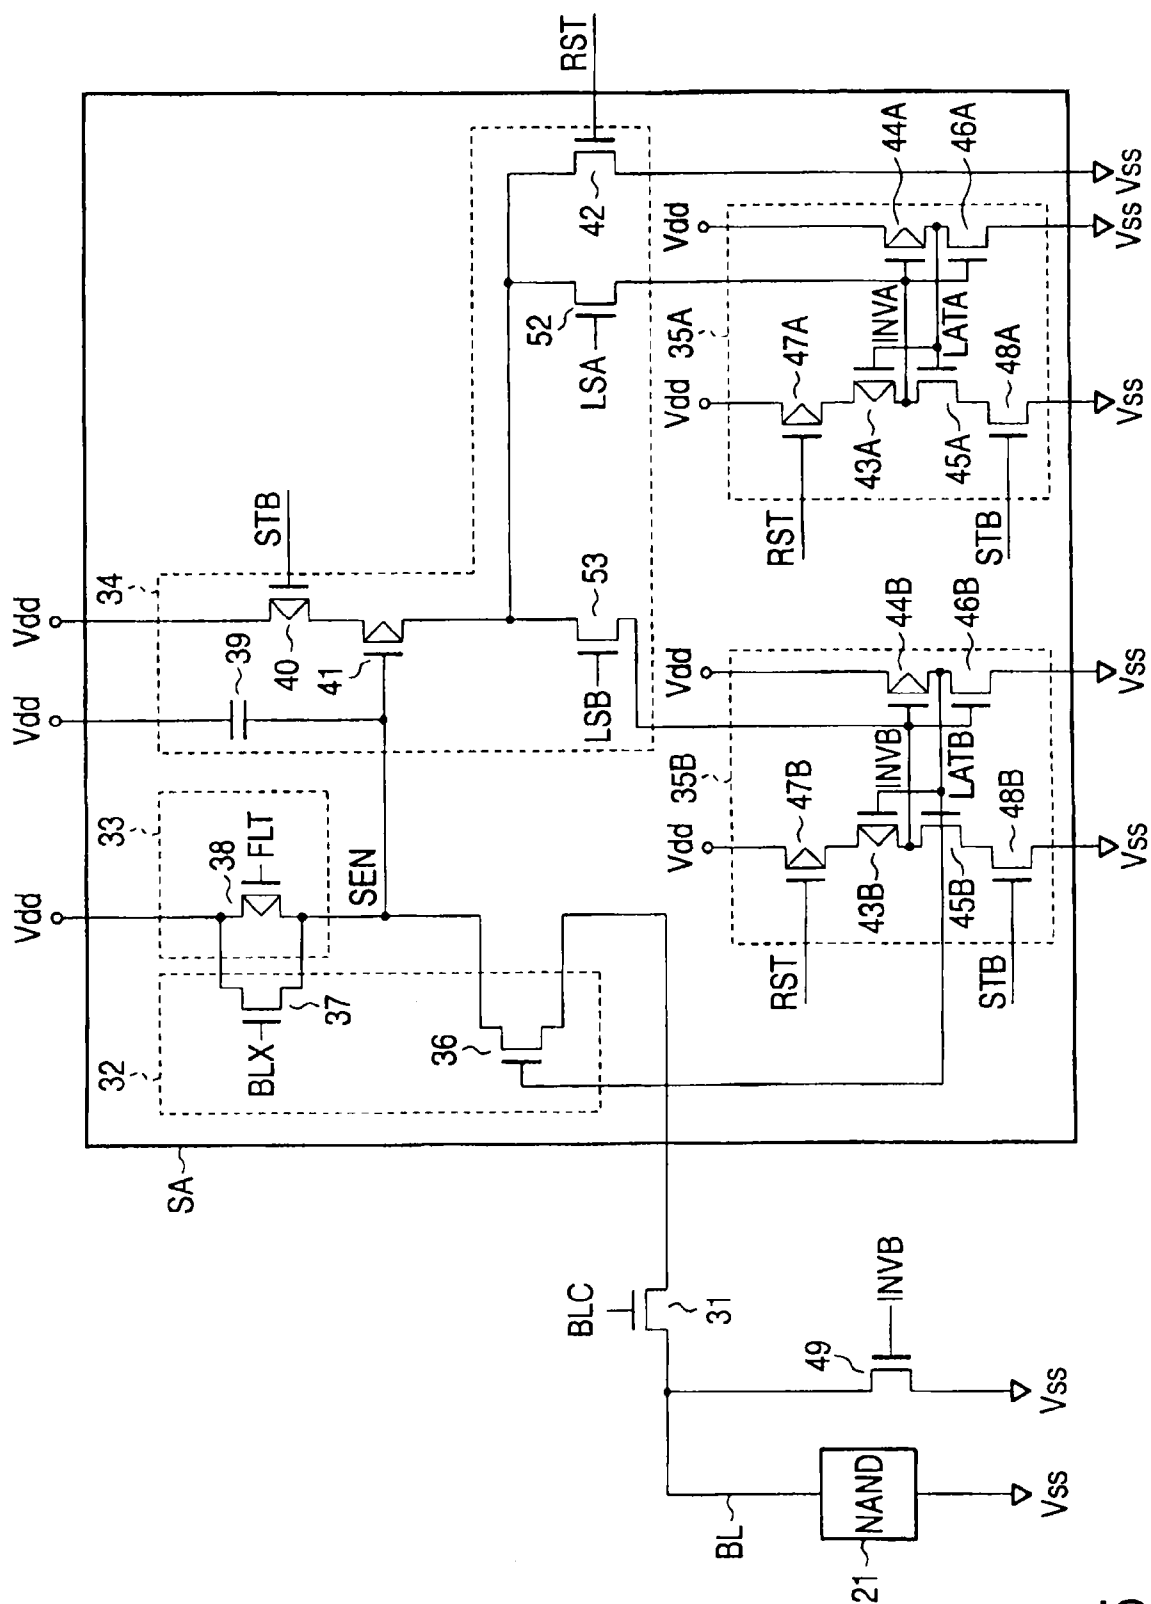 Vdd
Vdd
Vdd
RST
34
39
STB
40
41
33
38
FLT
SEN
32
BLX
37
36
SA
52
LSA
42
53
LSB
35A
Vdd
Vdd
47A
INVA
44A
43A
LATA
46A
45A
48A
RST
STB
Vss
Vss
Vss
35B
Vdd
Vdd
47B
INVB
44B
43B
LATB
46B
45B
48B
RST
STB
Vss
Vss
BLC
31
49
INVB
Vss
BL
NAND
21
Vss